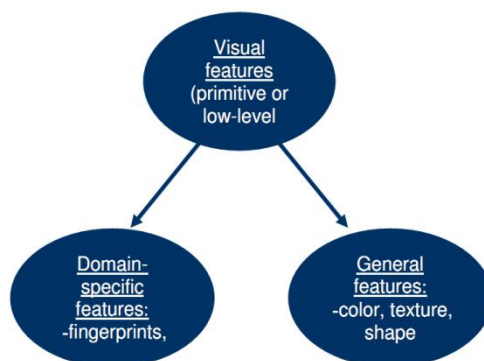 Visual
features
(primitive or
low-level
Domain-
specific
features:
-fingerprints,
General
features:
-color, texture,
shape